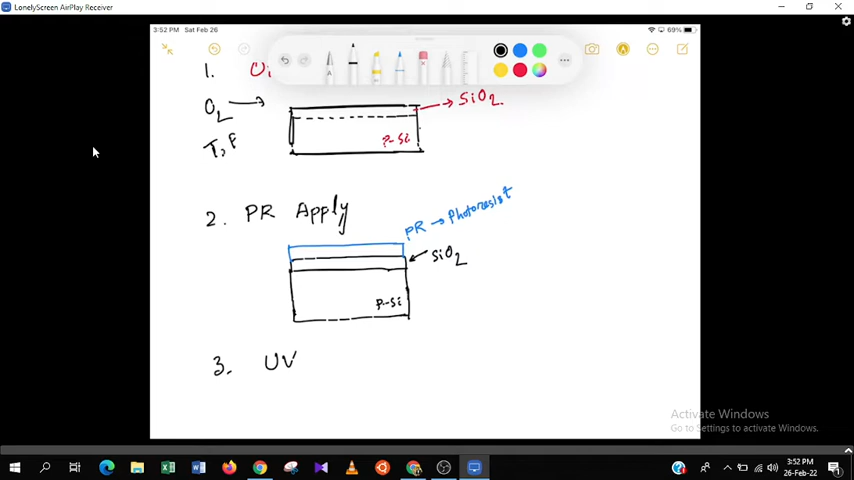 LonelyScreen AirPlay Receiver
3:52 PM Sat Feb 26
69%
1.
O2 → SiO2
T, P
P-Si
2. PR Apply
PR → Photoresist
SiO2
P-Si
3. UV
Activate Windows
Go to Settings to activate Windows.
3:52 PM
26-Feb-22